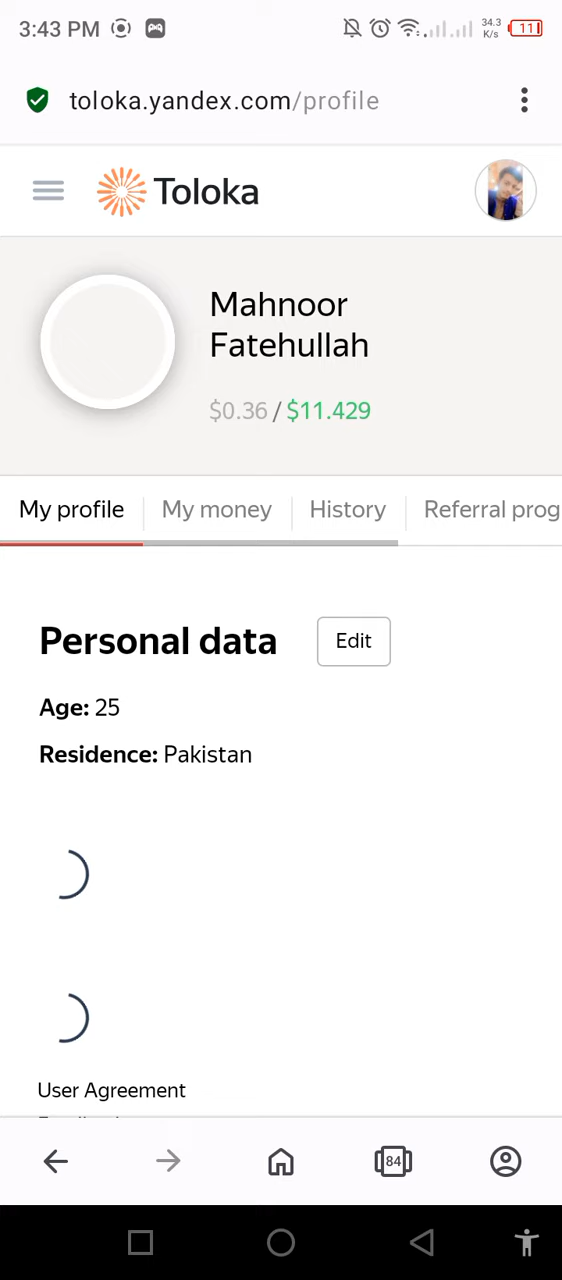 3:43 PM
34.3
K/s
11
toloka.yandex.com/profile
Toloka
Mahnoor
Fatehullah
$0.36 / $11.429
My profile
My money
History
Referral prog
Personal data
Edit
Age: 25
Residence: Pakistan
User Agreement
84